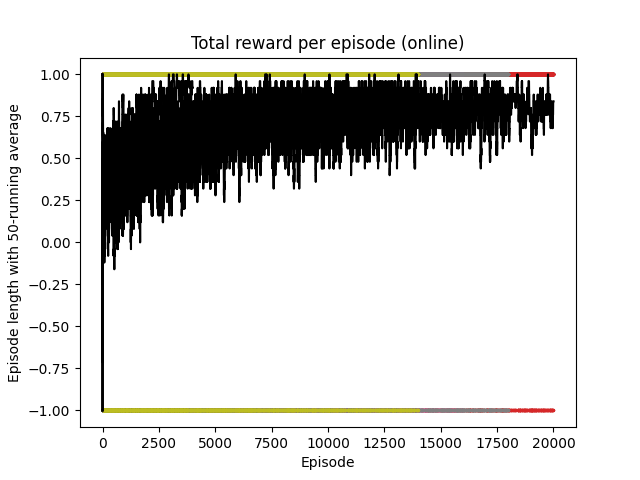 Total reward per episode (online)
Episode length with 50-running average
1.00
0.75
0.50
0.25
0.00
−0.25
−0.50
−0.75
−1.00
0 2500 5000 7500 10000 12500 15000 17500 20000
Episode